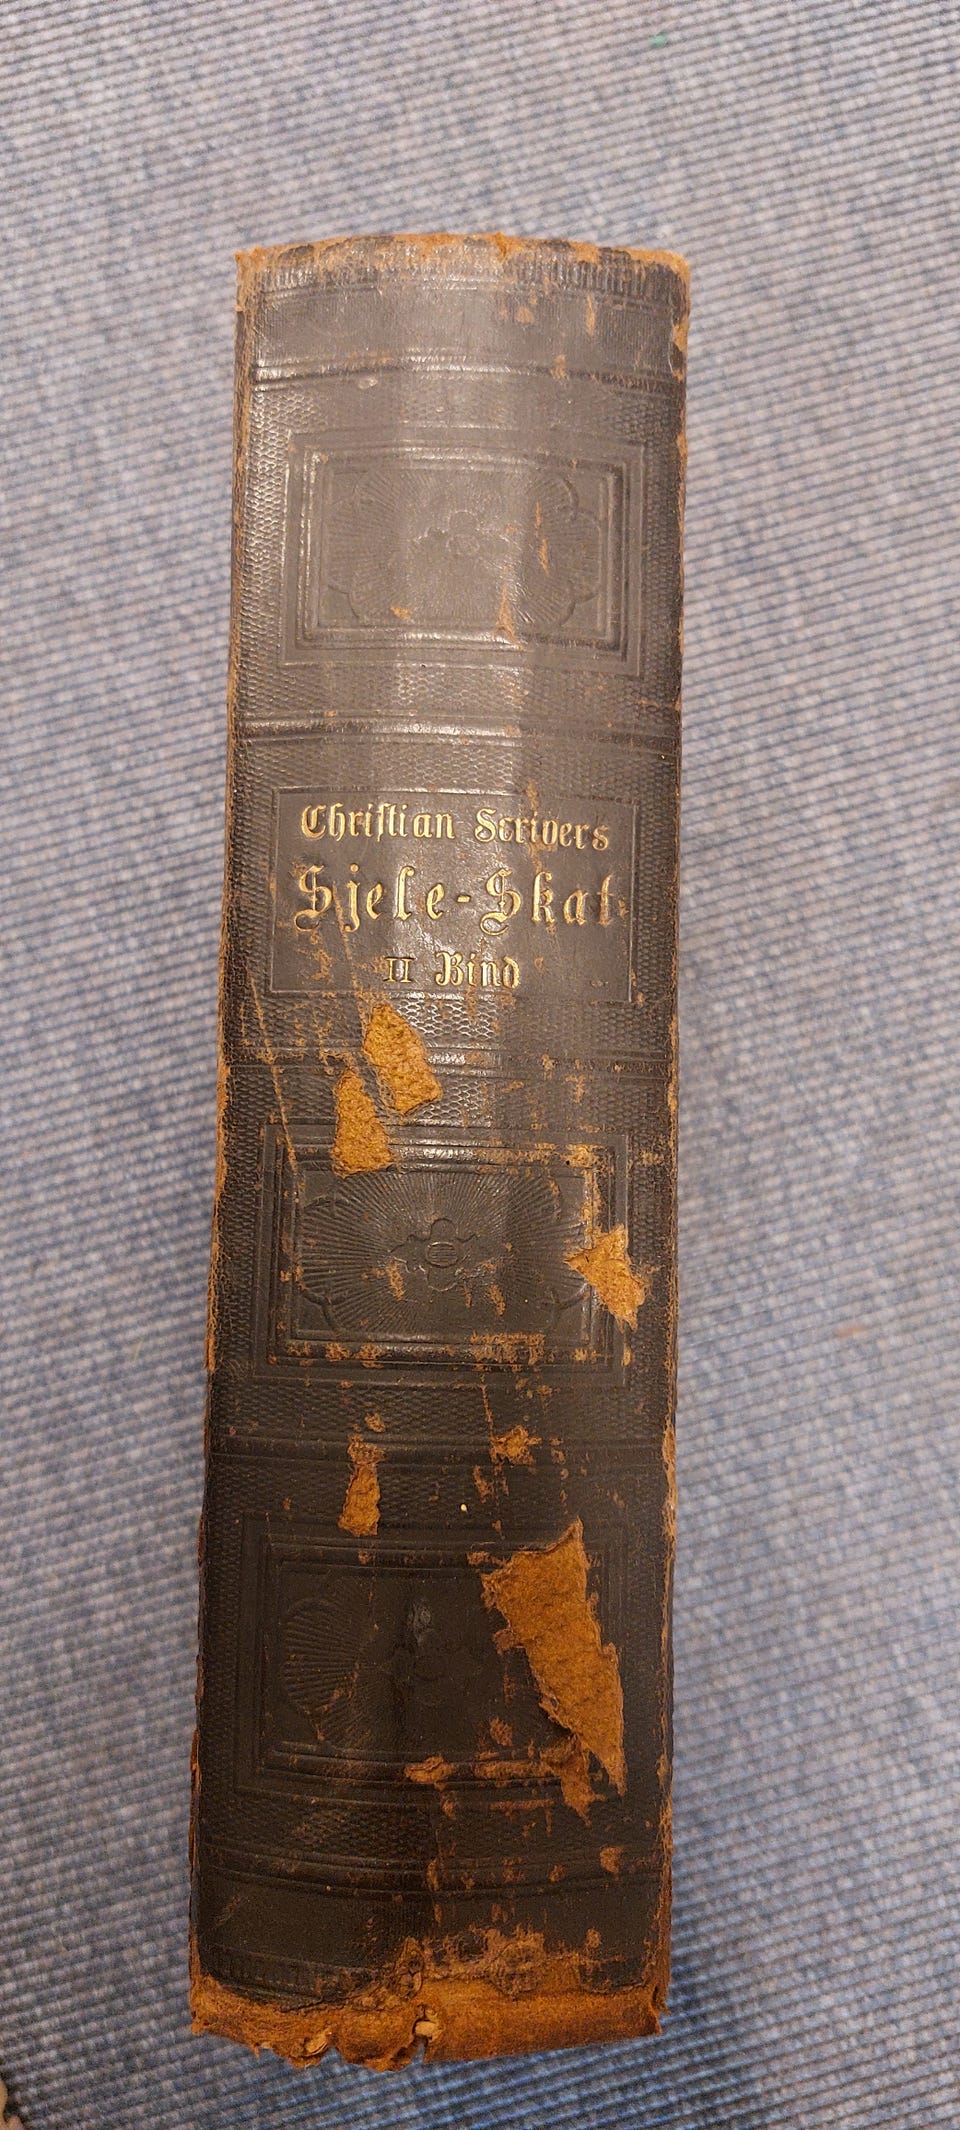 Christian Scrivers
Sjele-Skat
II Bind